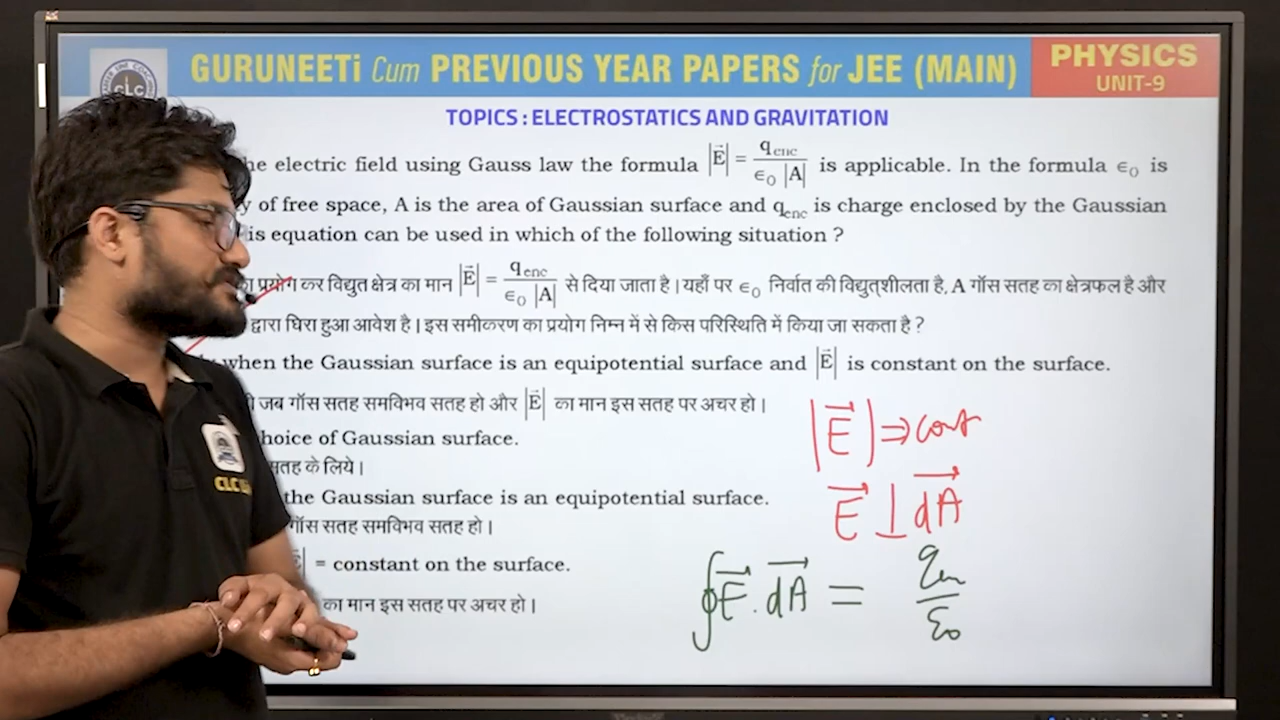 GURUNEETi Cum PREVIOUS YEAR PAPERS for JEE (MAIN)
PHYSICS
UNIT-9
CLC
TOPICS : ELECTROSTATICS AND GRAVITATION
he electric field using Gauss law the formula |E⃗| = q_enc / ∈₀ |A| is applicable. In the formula ∈₀ is
y of free space, A is the area of Gaussian surface and q_enc is charge enclosed by the Gaussian
is equation can be used in which of the following situation ?
प्रयोग कर विद्युत क्षेत्र का मान |E⃗| = q_enc / ∈₀ |A| से दिया जाता है। यहाँ पर ∈₀ निर्वात की विद्युत्शीलता है, A गॉस सतह का क्षेत्रफल है और
द्वारा घिरा हुआ आवेश है। इस समीकरण का प्रयोग निम्न में से किस परिस्थिति में किया जा सकता है ?
when the Gaussian surface is an equipotential surface and |E⃗| is constant on the surface.
जब गॉस सतह समविभव सतह हो और |E⃗| का मान इस सतह पर अचर हो।
hoice of Gaussian surface.
सतह के लिये।
the Gaussian surface is an equipotential surface.
गॉस सतह समविभव सतह हो।
= constant on the surface.
का मान इस सतह पर अचर हो।
|E⃗| ⇒ const
E⃗ ⊥ dA⃗
∮E⃗ . dA⃗ = q_en / ε₀
CLC